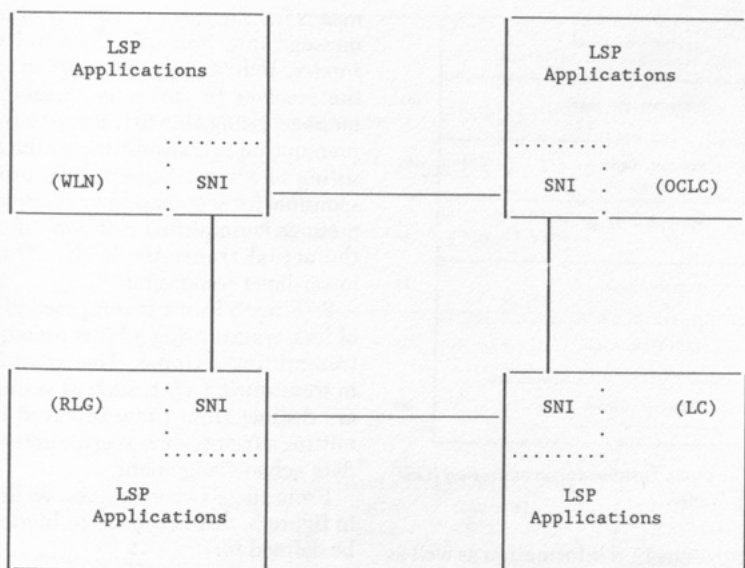 LSP
Applications
(WLN) SNI
LSP
Applications
SNI (OCLC)
(RLG) SNI
LSP
Applications
SNI (LC)
LSP
Applications